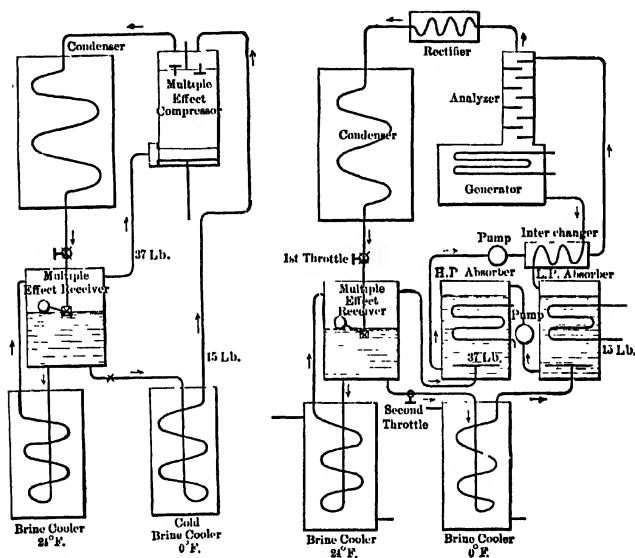 Condenser
Multiple
Effect
Compressor
37 Lb.
Multiple
Effect Receiver
15 Lb.
Brine Cooler
24°F.
Cold
Brine Cooler
0°F.
Rectifier
Condenser
Analyzer
Generator
1st Throttle
Pump
Inter changer
H.P. Absorber
L.P. Absorber
Multiple
Effect
Receiver
Pump
37 Lb.
15 Lb.
Second
Throttle
Brine Cooler
24°F.
Brine Cooler
0°F.